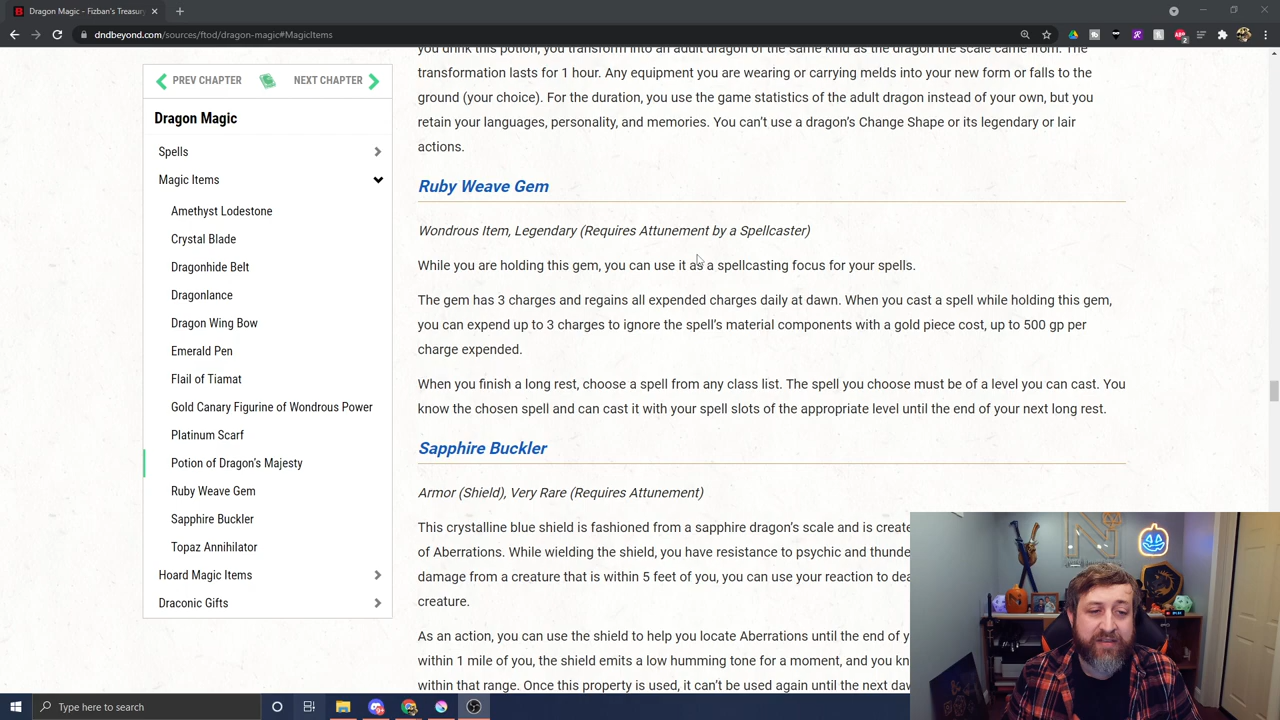 Dragon Magic - Fizban's Treasury
dndbeyond.com/sources/ftod/dragon-magic#MagicItems
PREV CHAPTER
NEXT CHAPTER
Dragon Magic
Spells
Magic Items
Amethyst Lodestone
Crystal Blade
Dragonhide Belt
Dragonlance
Dragon Wing Bow
Emerald Pen
Flail of Tiamat
Gold Canary Figurine of Wondrous Power
Platinum Scarf
Potion of Dragon's Majesty
Ruby Weave Gem
Sapphire Buckler
Topaz Annihilator
Hoard Magic Items
Draconic Gifts
you drink this potion, you transform into an adult dragon of the same kind as the dragon the scale came from. The
transformation lasts for 1 hour. Any equipment you are wearing or carrying melds into your new form or falls to the
ground (your choice). For the duration, you use the game statistics of the adult dragon instead of your own, but you
retain your languages, personality, and memories. You can't use a dragon's Change Shape or its legendary or lair
actions.
Ruby Weave Gem
Wondrous Item, Legendary (Requires Attunement by a Spellcaster)
While you are holding this gem, you can use it as a spellcasting focus for your spells.
The gem has 3 charges and regains all expended charges daily at dawn. When you cast a spell while holding this gem,
you can expend up to 3 charges to ignore the spell's material components with a gold piece cost, up to 500 gp per
charge expended.
When you finish a long rest, choose a spell from any class list. The spell you choose must be of a level you can cast. You
know the chosen spell and can cast it with your spell slots of the appropriate level until the end of your next long rest.
Sapphire Buckler
Armor (Shield), Very Rare (Requires Attunement)
This crystalline blue shield is fashioned from a sapphire dragon's scale and is create
of Aberrations. While wielding the shield, you have resistance to psychic and thunde
damage from a creature that is within 5 feet of you, you can use your reaction to dea
creature.
As an action, you can use the shield to help you locate Aberrations until the end of y
within 1 mile of you, the shield emits a low humming tone for a moment, and you kn
within that range. Once this property is used, it can't be used again until the next daw
Type here to search